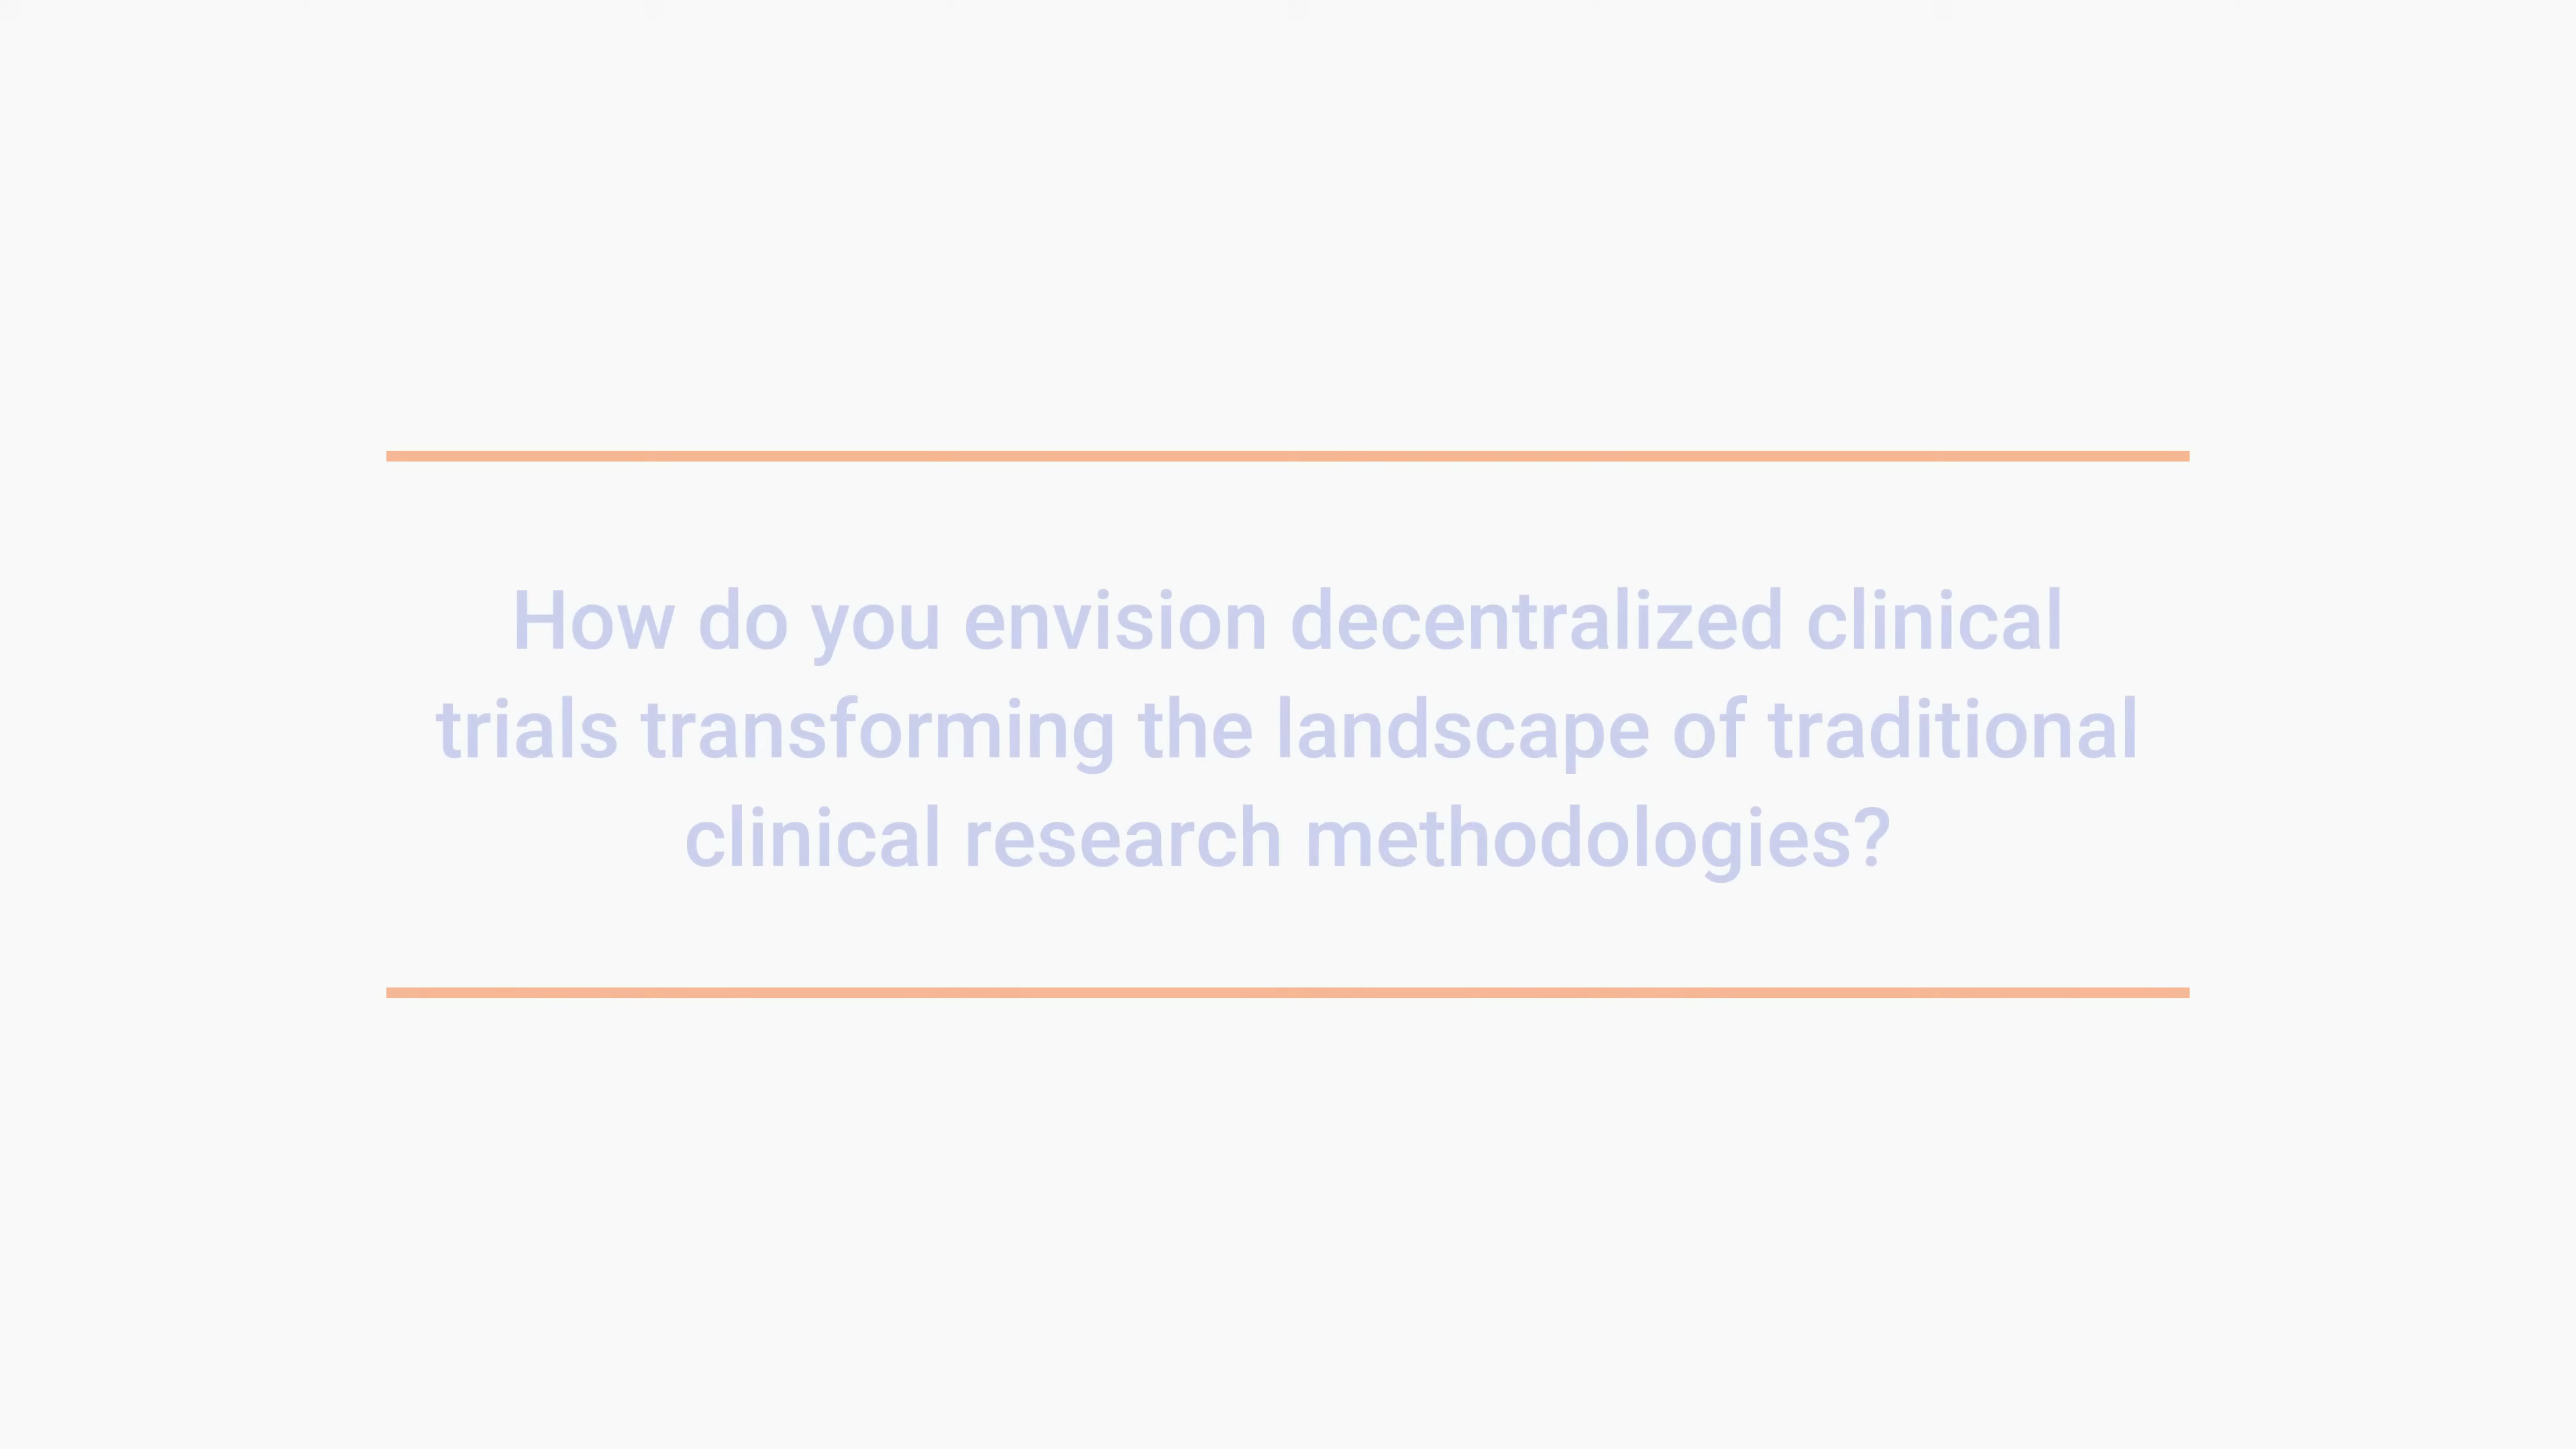 How do you envision decentralized clinical
trials transforming the landscape of traditional
clinical research methodologies?